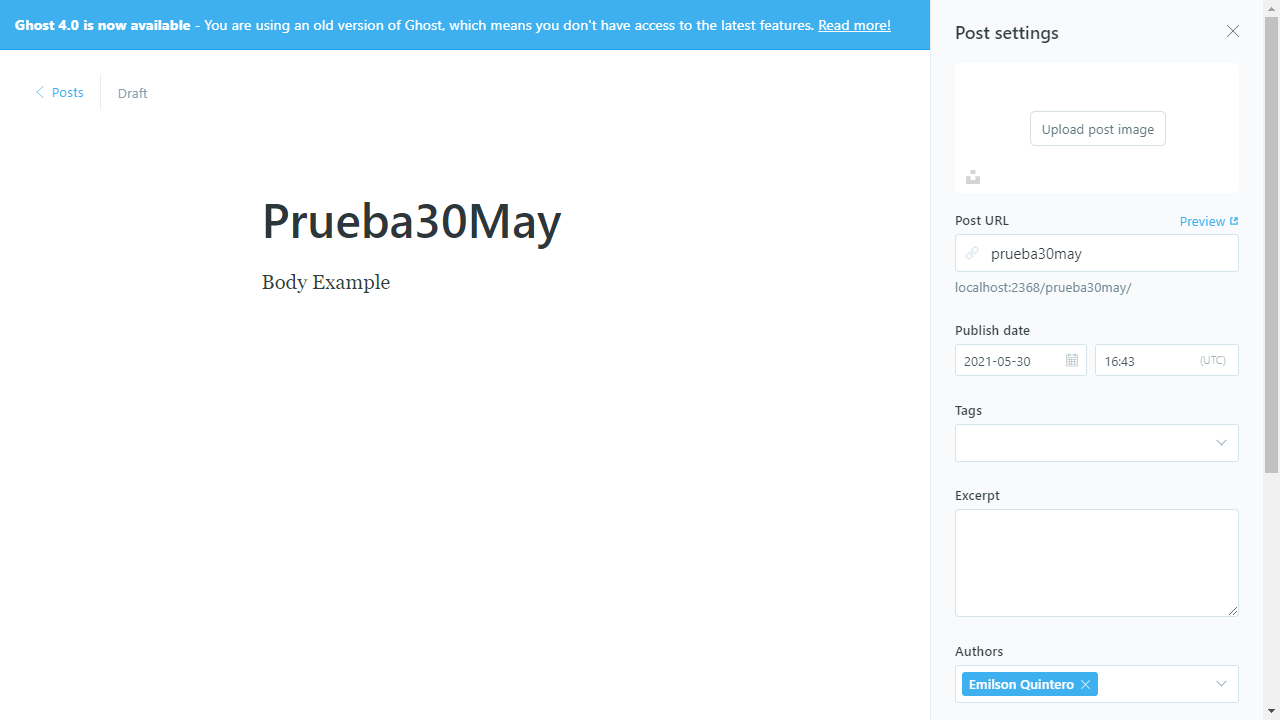 Ghost 4.0 is now available - You are using an old version of Ghost, which means you don't have access to the latest features. Read more!
Posts
Draft
Prueba30May
Body Example
Post settings
Upload post image
Post URL
Preview
prueba30may
localhost:2368/prueba30may/
Publish date
2021-05-30
16:43
(UTC)
Tags
Excerpt
Authors
Emilson Quintero